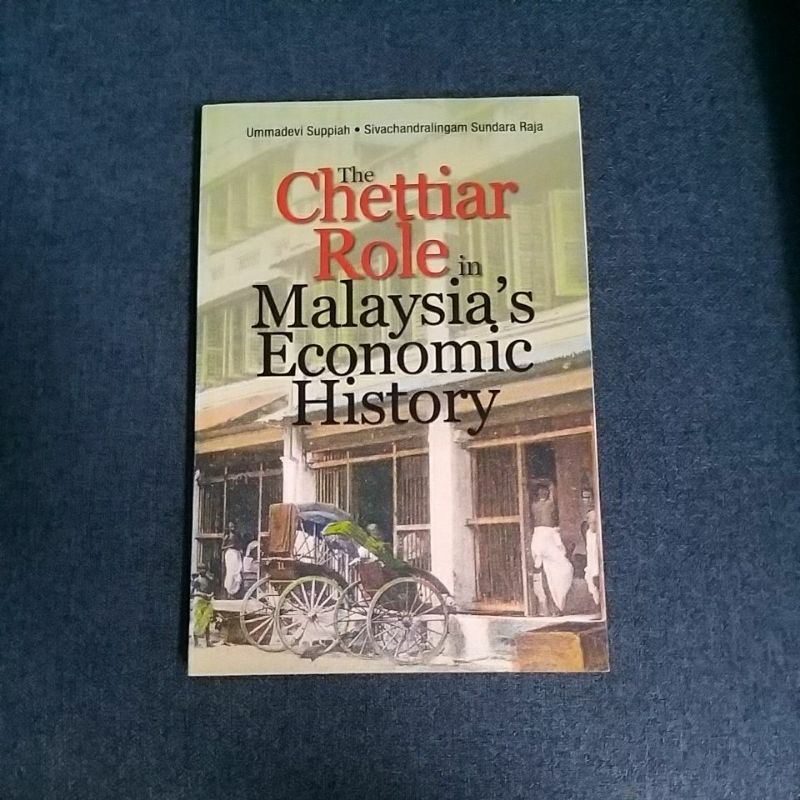 Ummadevi Suppiah • Sivachandralingam Sundara Raja
The
Chettiar
Role in
Malaysia's
Economic
History